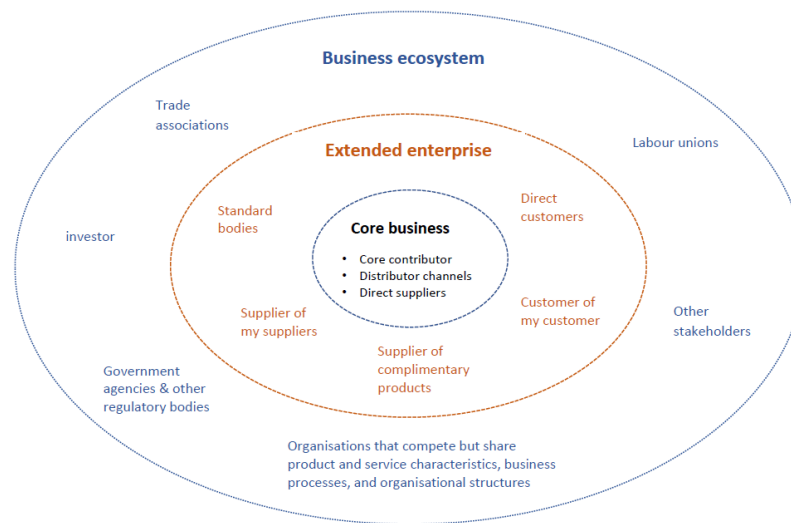 Business ecosystem
Trade
associations
Labour unions
Extended enterprise
Standard
bodies
Direct
customers
investor
Core business
• Core contributor
• Distributor channels
• Direct suppliers
Supplier of
my suppliers
Customer of
my customer
Other
stakeholders
Supplier of
complimentary
products
Government
agencies & other
regulatory bodies
Organisations that compete but share
product and service characteristics, business
processes, and organisational structures